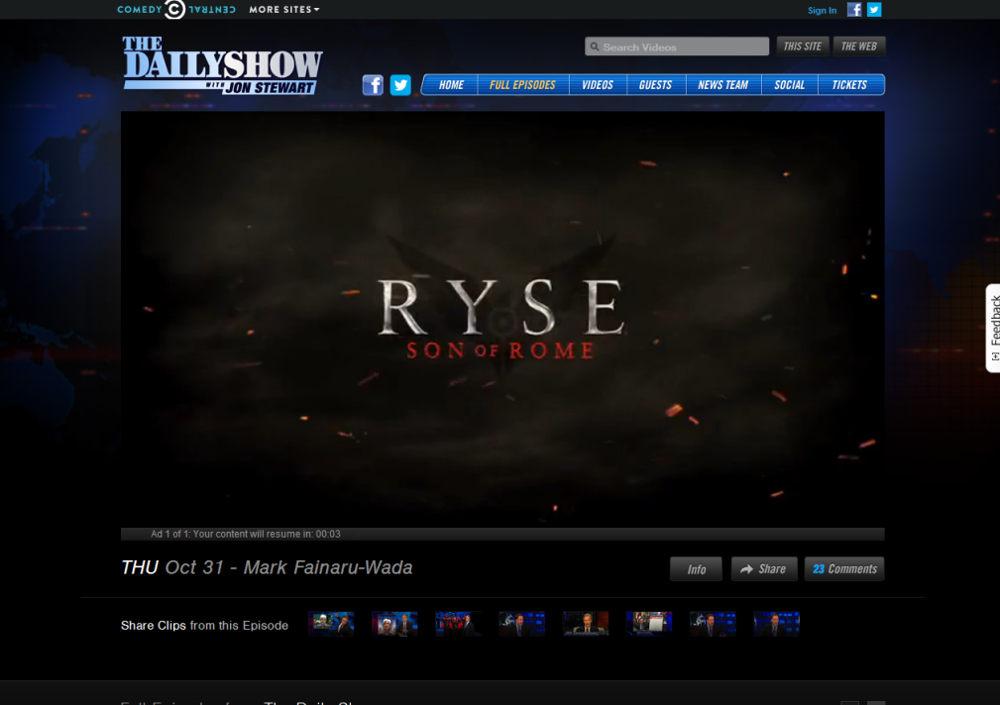 COMEDY CENTRAL MORE SITES
Sign In
THE DAILY SHOW WITH JON STEWART
Search Videos
THIS SITE
THE WEB
HOME FULL EPISODES VIDEOS GUESTS NEWS TEAM SOCIAL TICKETS
RYSE
SON OF ROME
[+] Feedback
Ad 1 of 1: Your content will resume in: 00:03
THU Oct 31 - Mark Fainaru-Wada
Info
Share
23 Comments
Share Clips from this Episode